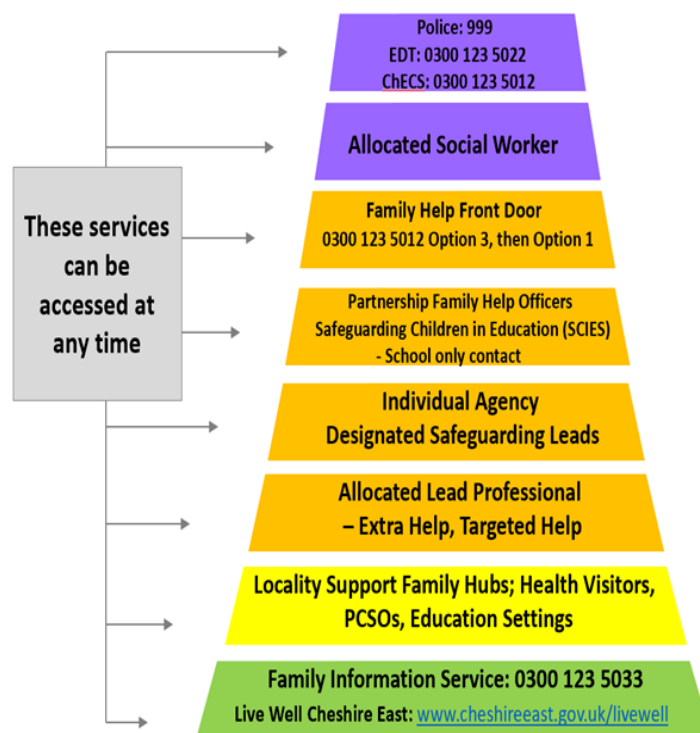 Police: 999
EDT: 0300 123 5022
ChECS: 0300 123 5012
Allocated Social Worker
These services
can be
accessed at
any time
Family Help Front Door
0300 123 5012 Option 3, then Option 1
Partnership Family Help Officers
Safeguarding Children in Education (SCIES)
- School only contact
Individual Agency
Designated Safeguarding Leads
Allocated Lead Professional
– Extra Help, Targeted Help
Locality Support Family Hubs; Health Visitors,
PCSOs, Education Settings
Family Information Service: 0300 123 5033
Live Well Cheshire East: www.cheshireeast.gov.uk/livewell